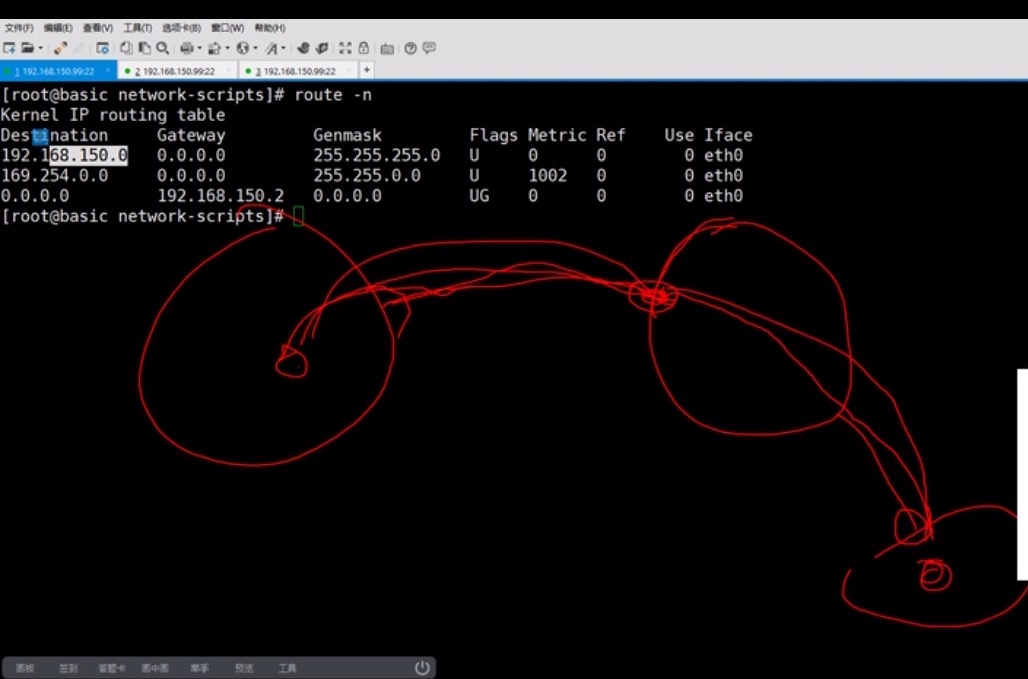 文件(F) 编辑(E) 查看(V) 工具(T) 选项卡(B) 窗口(W) 帮助(H)
1 192.168.150.99:22 × 2 192.168.150.99:22 × 3 192.168.150.99:22 × +
[root@basic network-scripts]# route -n
Kernel IP routing table
Destination Gateway Genmask Flags Metric Ref Use Iface
192.168.150.0 0.0.0.0 255.255.255.0 U 0 0 0 eth0
169.254.0.0 0.0.0.0 255.255.0.0 U 1002 0 0 eth0
0.0.0.0 192.168.150.2 0.0.0.0 UG 0 0 0 eth0
[root@basic network-scripts]#
画板 签到 答题卡 画中画 举手 预览 工具